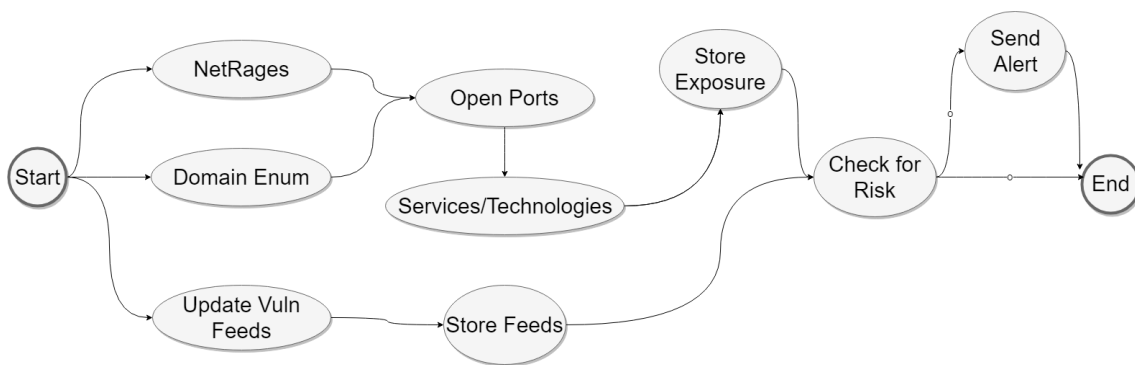 Start
NetRages
Domain Enum
Update Vuln
Feeds
Open Ports
Services/Technologies
Store Feeds
Store
Exposure
Check for
Risk
Send
Alert
End